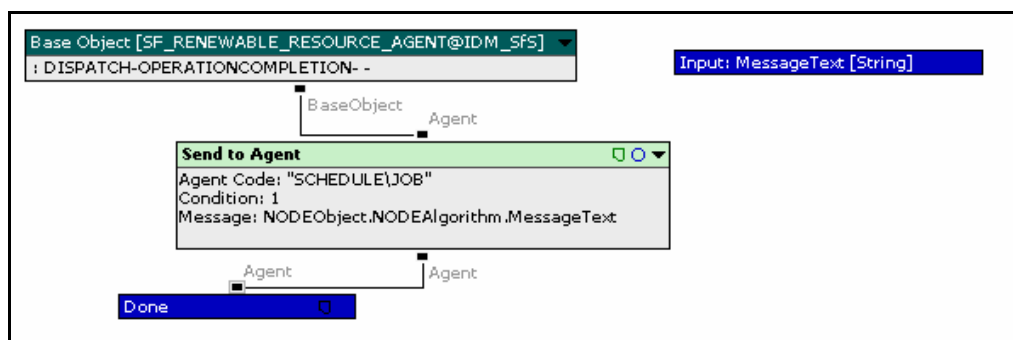 Base Object [SF_RENEWABLE_RESOURCE_AGENT@IDM_SfS]
: DISPATCH-OPERATIONCOMPLETION- -
Input: MessageText [String]
BaseObject
Agent
Send to Agent
Agent Code: "SCHEDULE\JOB"
Condition: 1
Message: NODEObject.NODEAlgorithm.MessageText
Agent
Agent
Done